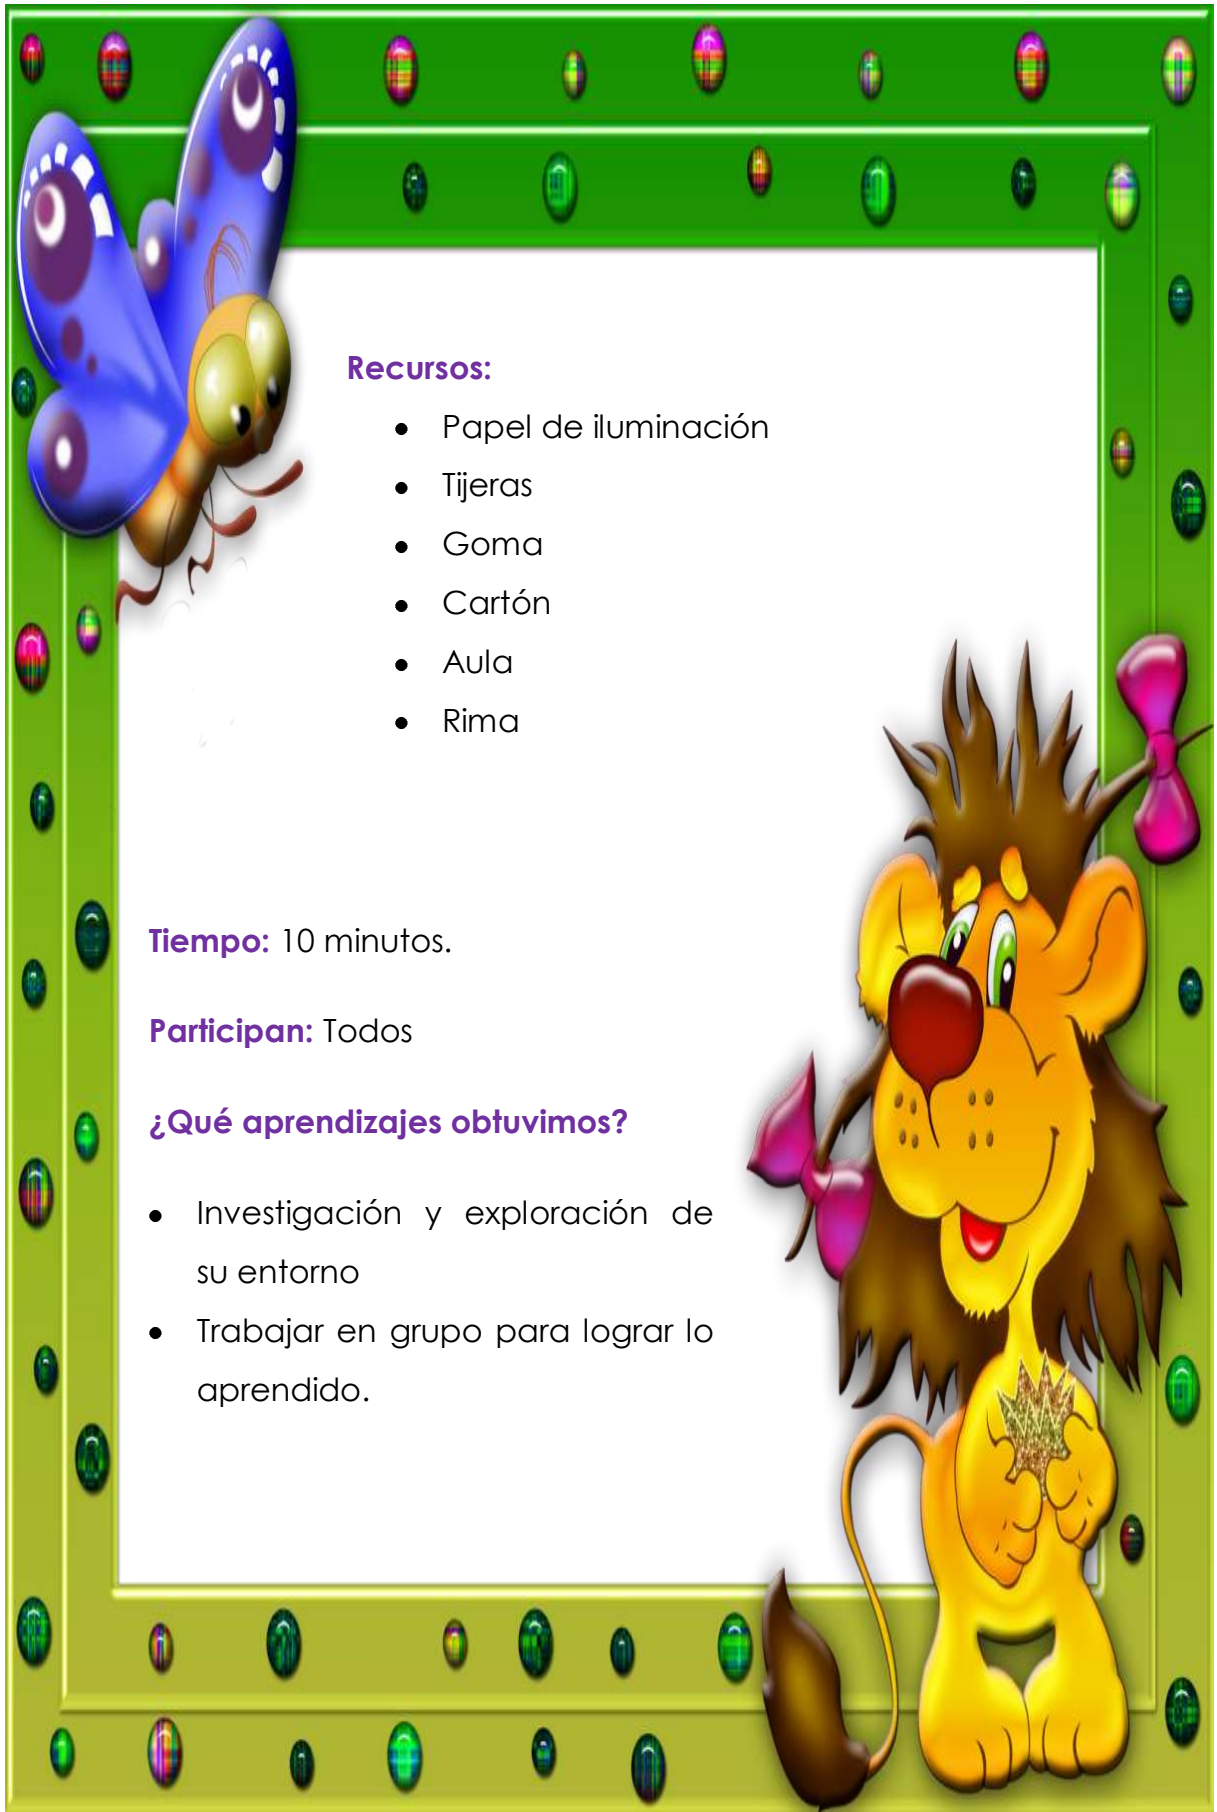 Recursos:
• Papel de iluminación
• Tijeras
• Goma
• Cartón
• Aula
• Rima
Tiempo: 10 minutos.
Participan: Todos
¿Qué aprendizajes obtuvimos?
• Investigación y exploración de
su entorno
• Trabajar en grupo para lograr lo
aprendido.